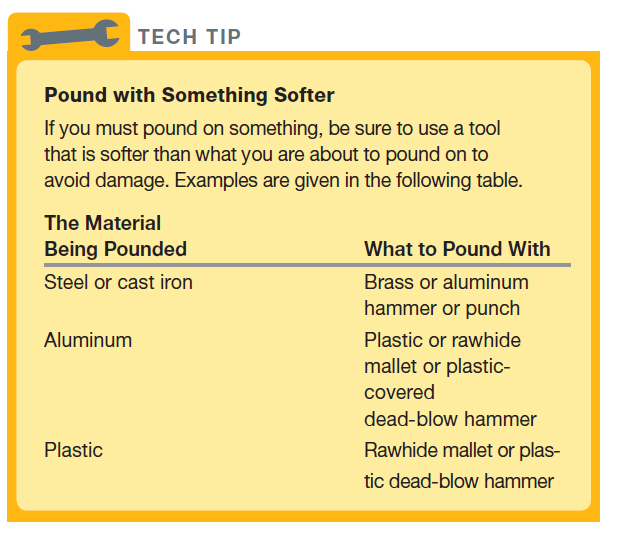 TECH TIP
Pound with Something Softer
If you must pound on something, be sure to use a tool
that is softer than what you are about to pound on to
avoid damage. Examples are given in the following table.
The Material
Being Pounded What to Pound With
Steel or cast iron Brass or aluminum
hammer or punch
Aluminum Plastic or rawhide
mallet or plastic-
covered
dead-blow hammer
Plastic Rawhide mallet or plas-
tic dead-blow hammer